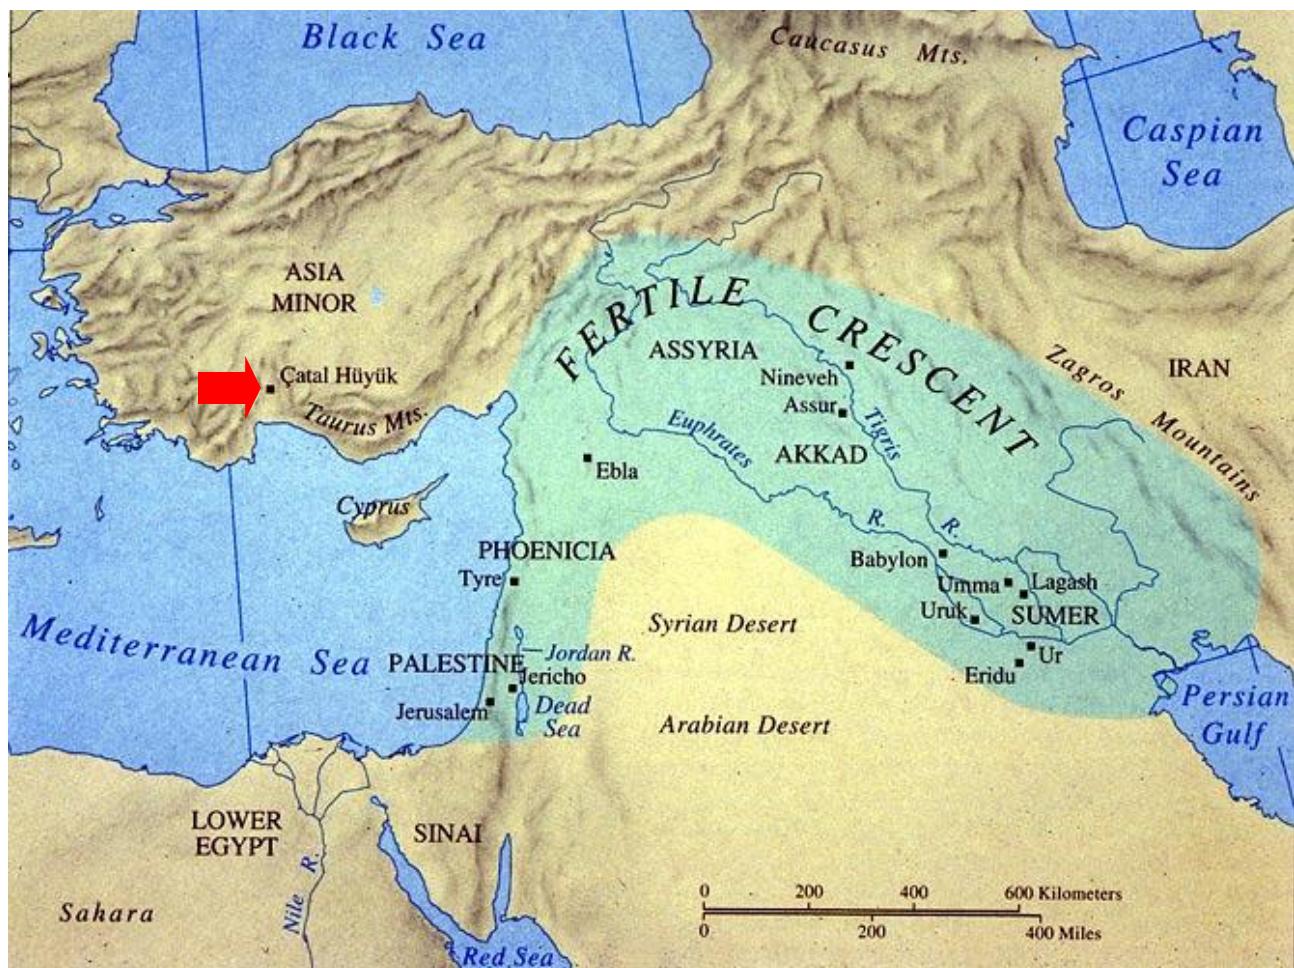 Black Sea
Caucasus Mts.
Caspian
Sea
ASIA
MINOR
FERTILE CRESCENT
ASSYRIA
Zagros Mountains
IRAN
Çatal Hüyük
Taurus Mts.
Nineveh
Assur
Tigris R.
Euphrates R.
AKKAD
Ebla
Cyprus
PHOENICIA
Tyre
Babylon
Umma
Lagash
Uruk
SUMER
Syrian Desert
Mediterranean Sea
PALESTINE
Jordan R.
Jericho
Ur
Eridu
Jerusalem
Dead
Sea
Arabian Desert
Persian
Gulf
LOWER
EGYPT
SINAI
Nile R.
Sahara
Red Sea
0 200 400 600 Kilometers
0 200 400 Miles